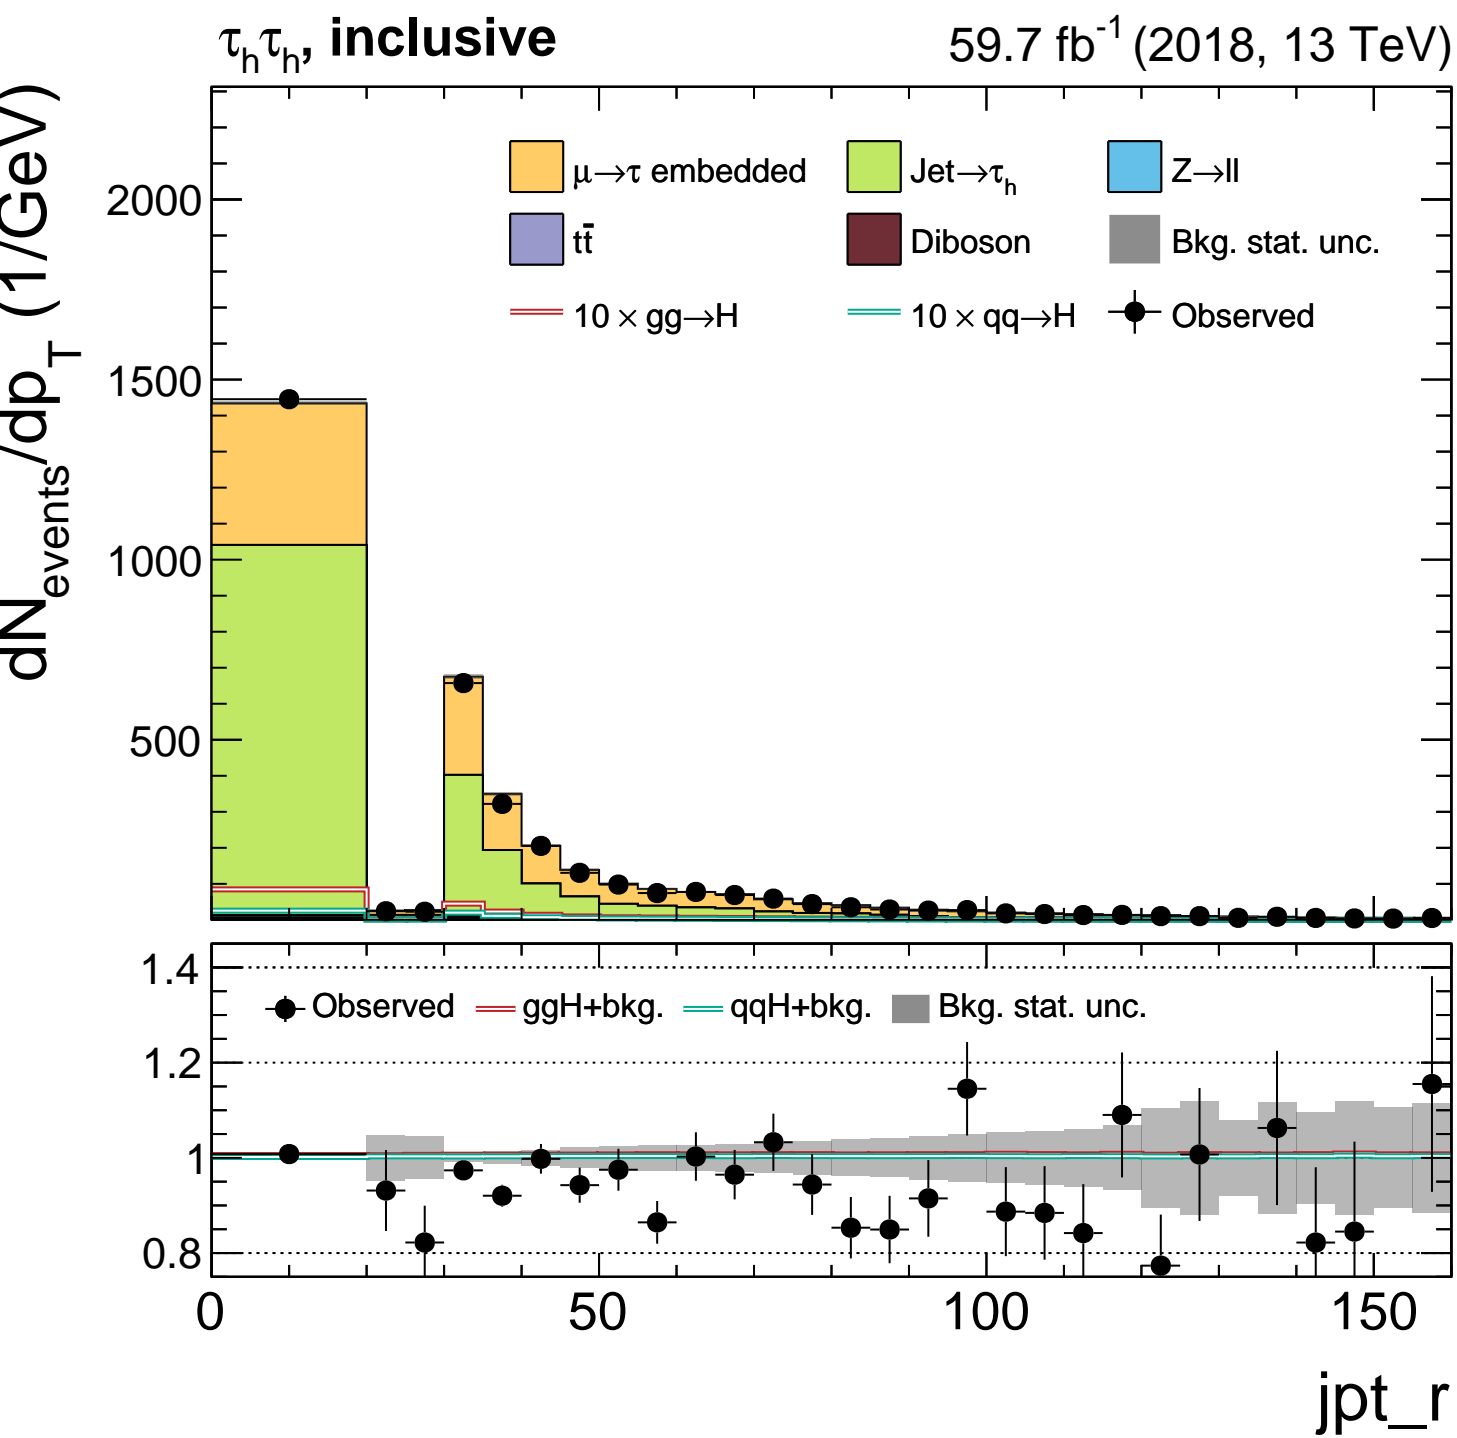 τhτh, inclusive
59.7 fb-1 (2018, 13 TeV)
dNevents/dpT (1/GeV)
μ→τ embedded
Jet→τh
Z→ll
tt̄
Diboson
Bkg. stat. unc.
10 × gg→H
10 × qq→H
Observed
2000
1500
1000
500
Observed
ggH+bkg.
qqH+bkg.
Bkg. stat. unc.
1.4
1.2
1
0.8
0
50
100
150
jpt_r